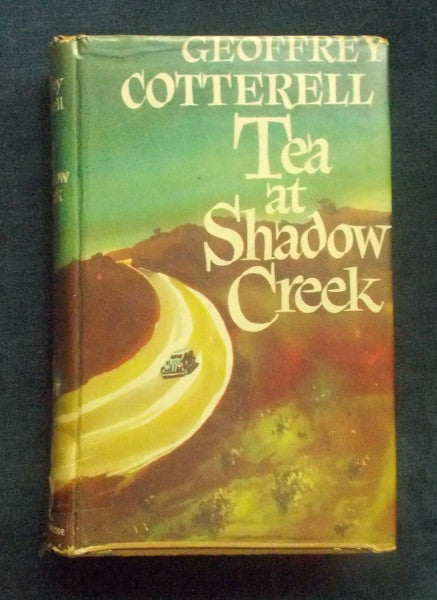 GEOFFREY
COTTERELL
Tea
at
Shadow
Creek